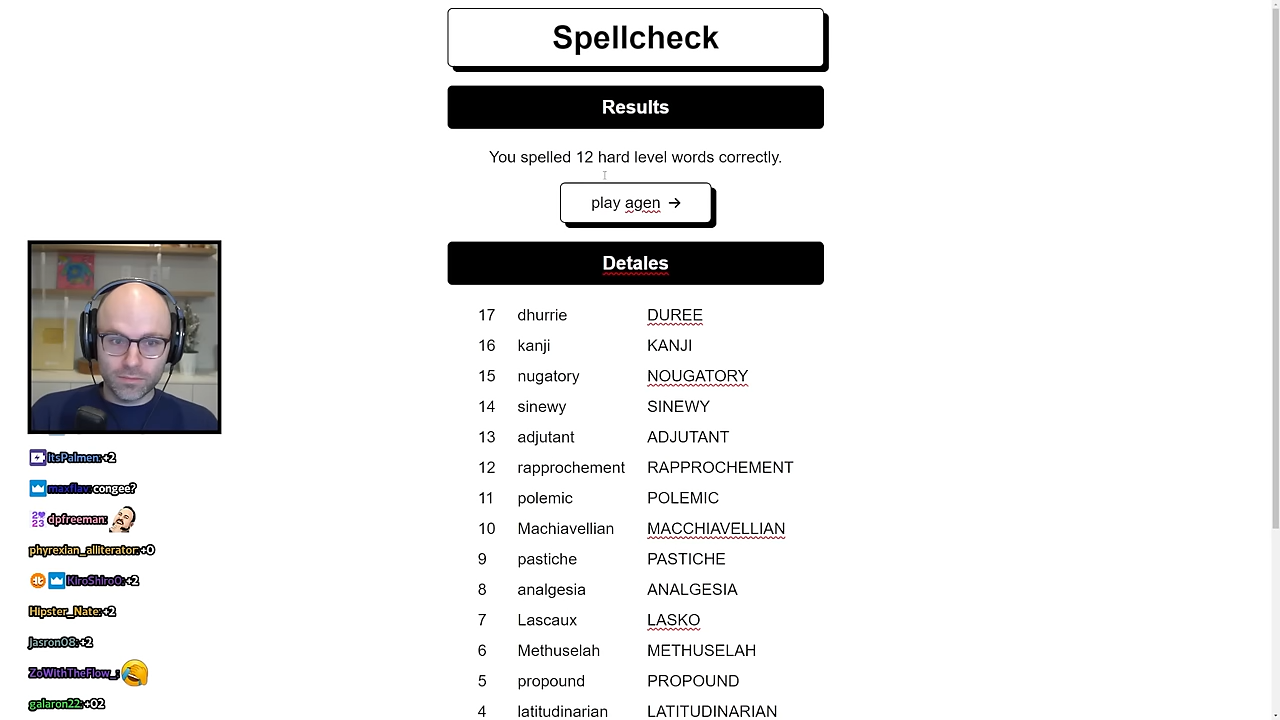 Spellcheck
Results
You spelled 12 hard level words correctly.
play agen →
Detales
17 dhurrie DUREE
16 kanji KANJI
15 nugatory NOUGATORY
14 sinewy SINEWY
13 adjutant ADJUTANT
12 rapprochement RAPPROCHEMENT
11 polemic POLEMIC
10 Machiavellian MACCHIAVELLIAN
9 pastiche PASTICHE
8 analgesia ANALGESIA
7 Lascaux LASKO
6 Methuselah METHUSELAH
5 propound PROPOUND
4 latitudinarian LATITUDINARIAN
ItsPalmen: +2
maxflav: congee?
dpfreeman:
phyrexian_alliterator: +0
KiroShiro0: +2
Hipster_Nate: +2
Jasron08: +2
ZoWithTheFlow_:
galaron22: +02